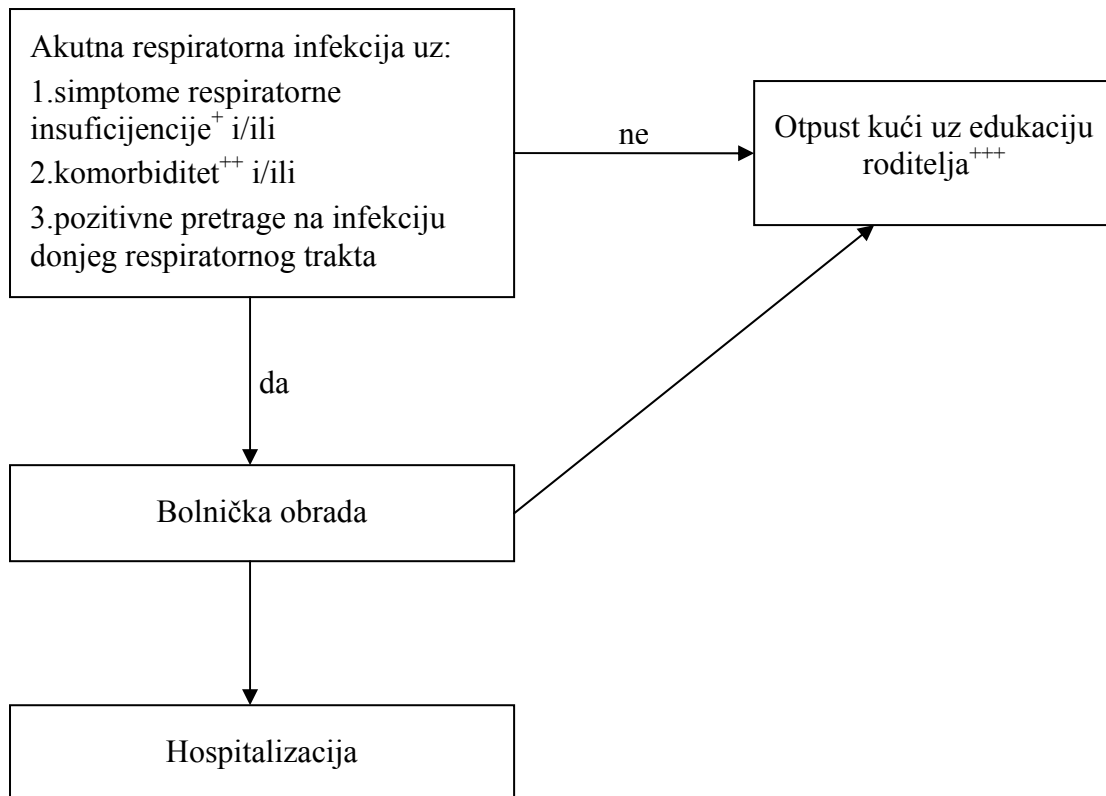 Akutna respiratorna infekcija uz:
1.simptome respiratorne
insuficijencije+ i/ili
2.komorbiditet++ i/ili
3.pozitivne pretrage na infekciju
donjeg respiratornog trakta
ne
Otpust kući uz edukaciju
roditelja+++
da
Bolnička obrada
Hospitalizacija